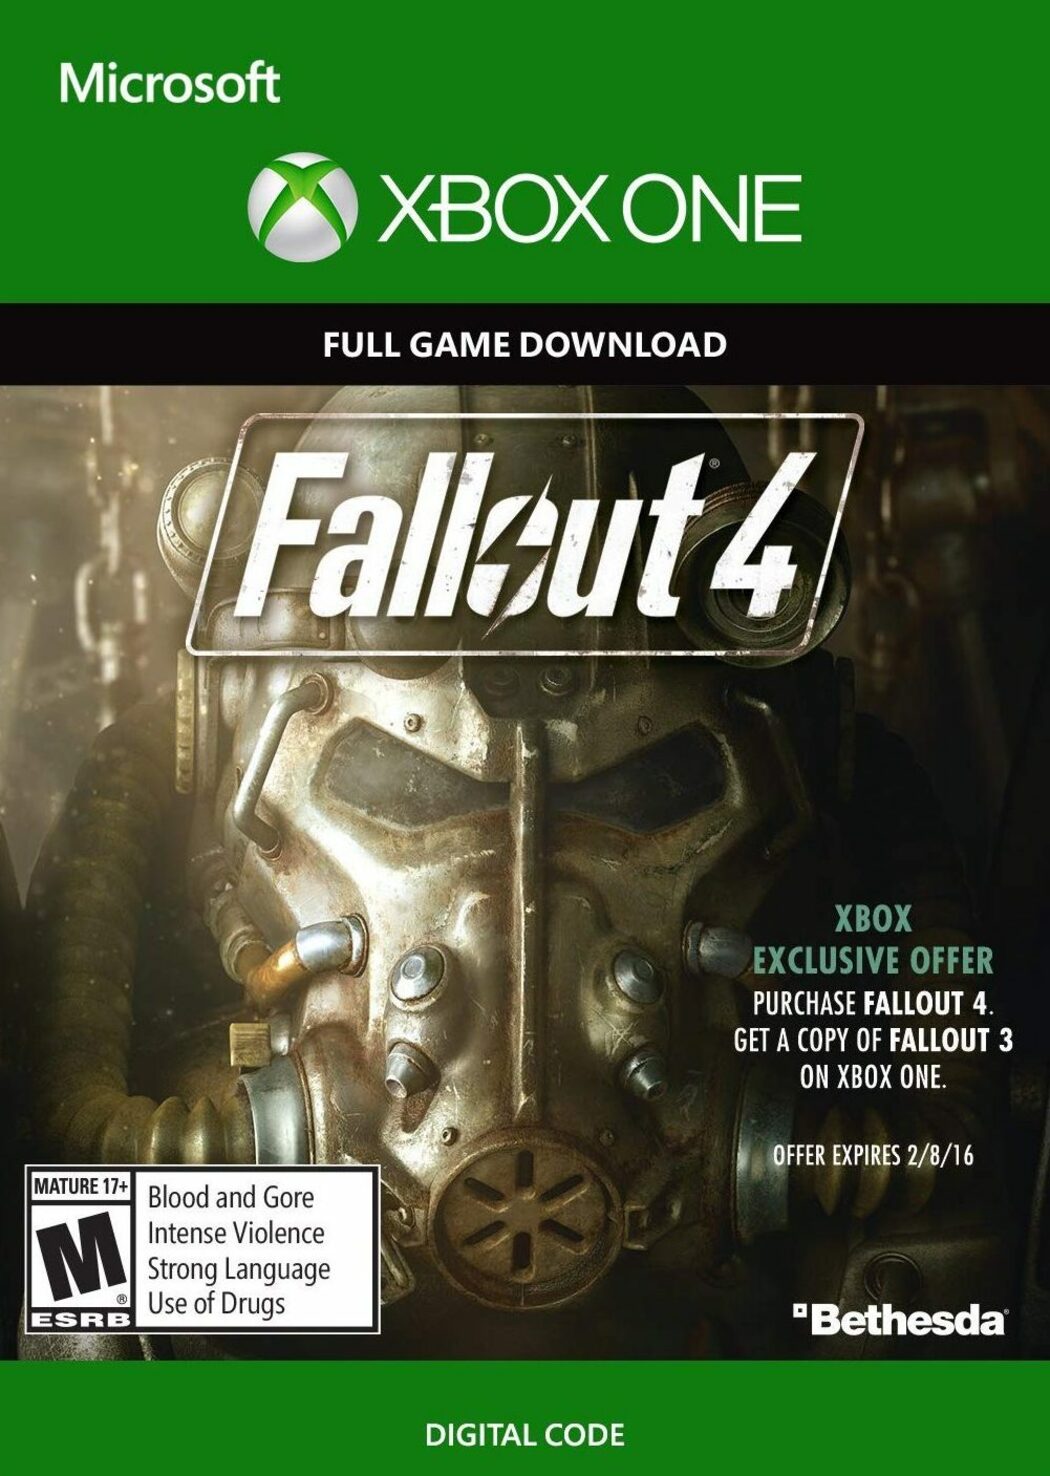 Microsoft
XBOX ONE
FULL GAME DOWNLOAD
Fallout® 4
XBOX
EXCLUSIVE OFFER
PURCHASE FALLOUT 4.
GET A COPY OF FALLOUT 3
ON XBOX ONE.
OFFER EXPIRES 2/8/16
MATURE 17+
M
®
ESRB
Blood and Gore
Intense Violence
Strong Language
Use of Drugs
Bethesda®
DIGITAL CODE